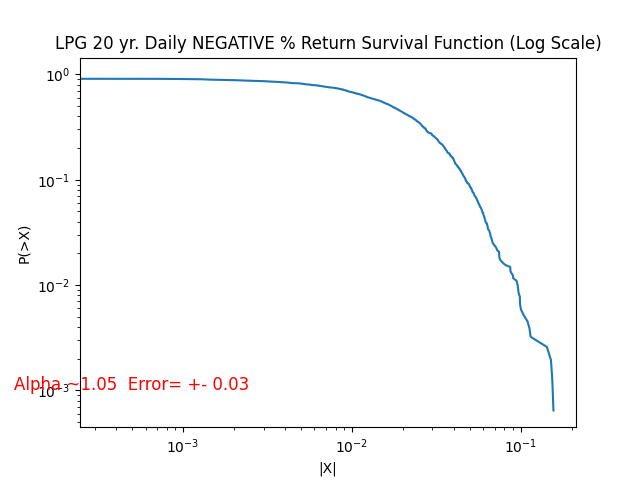 LPG 20 yr. Daily NEGATIVE % Return Survival Function (Log Scale)
10⁰
10⁻¹
P(>X)
10⁻²
10⁻³
Alpha ~1.05 Error= +- 0.03
10⁻³ 10⁻² 10⁻¹
|X|